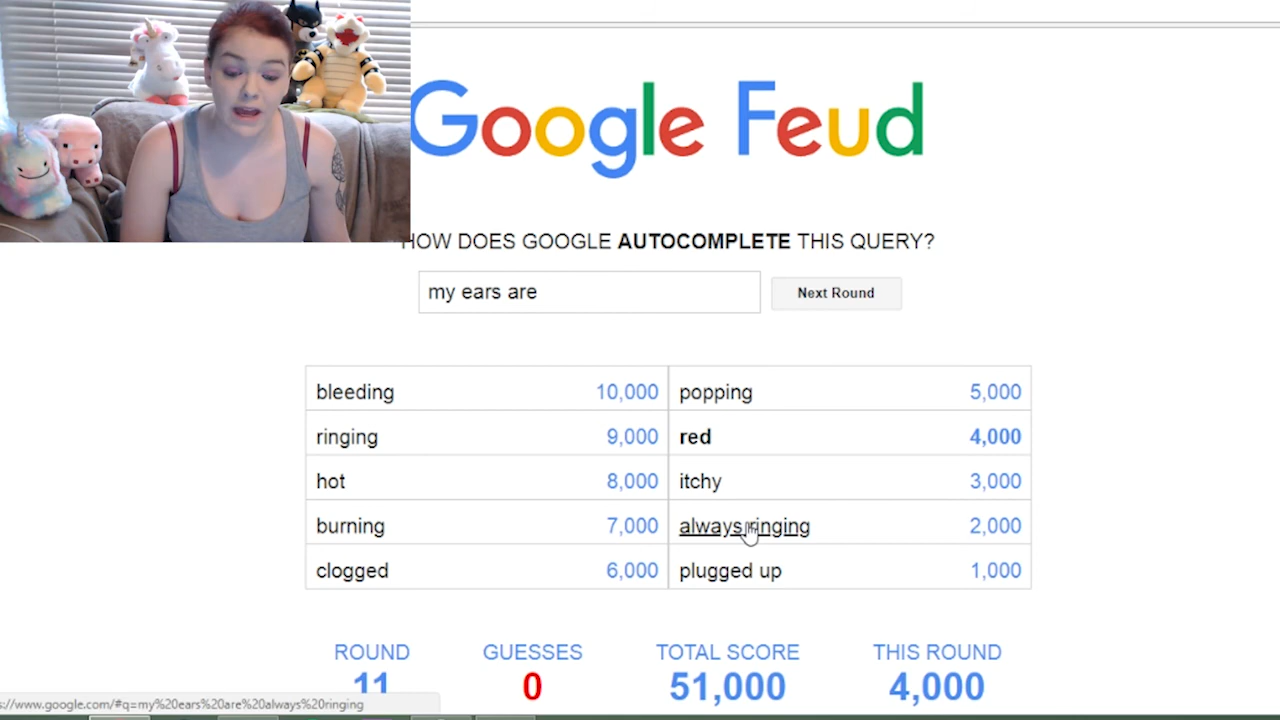 Google Feud
HOW DOES GOOGLE AUTOCOMPLETE THIS QUERY?
my ears are
Next Round
bleeding 10,000 popping 5,000
ringing 9,000 red 4,000
hot 8,000 itchy 3,000
burning 7,000 always ringing 2,000
clogged 6,000 plugged up 1,000
ROUND GUESSES TOTAL SCORE THIS ROUND
11 0 51,000 4,000
s://www.google.com/#q=my%20ears%20are%20always%20ringing